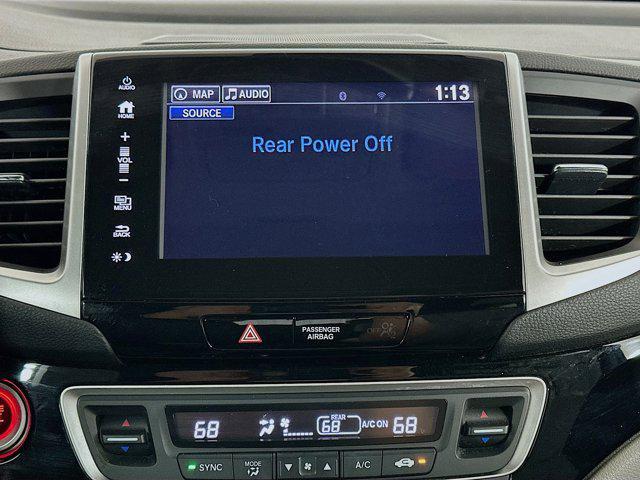 AUDIO
MAP AUDIO 1:13
HOME
SOURCE
+
VOL
Rear Power Off
−
MENU
BACK
PASSENGER
AIRBAG OFF
68 REAR 68 A/C ON 68
SYNC MODE A/C